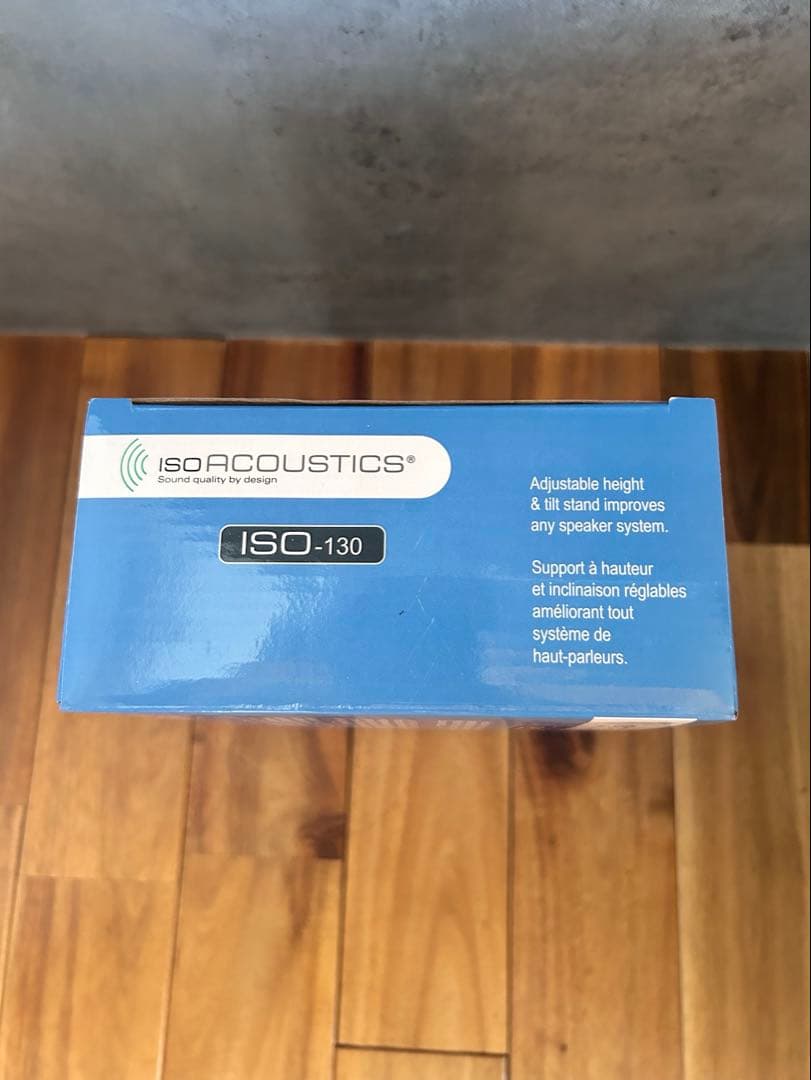 isoACOUSTICS®
Sound quality by design
ISO-130
Adjustable height
& tilt stand improves
any speaker system.
Support à hauteur
et inclinaison réglables
améliorant tout
système de
haut-parleurs.